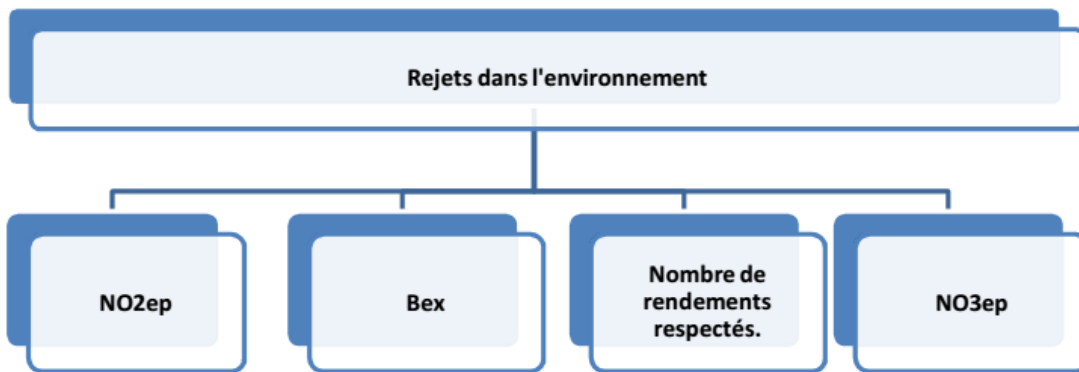 Rejets dans l'environnement
NO2ep
Bex
Nombre de
rendements
respectés.
NO3ep